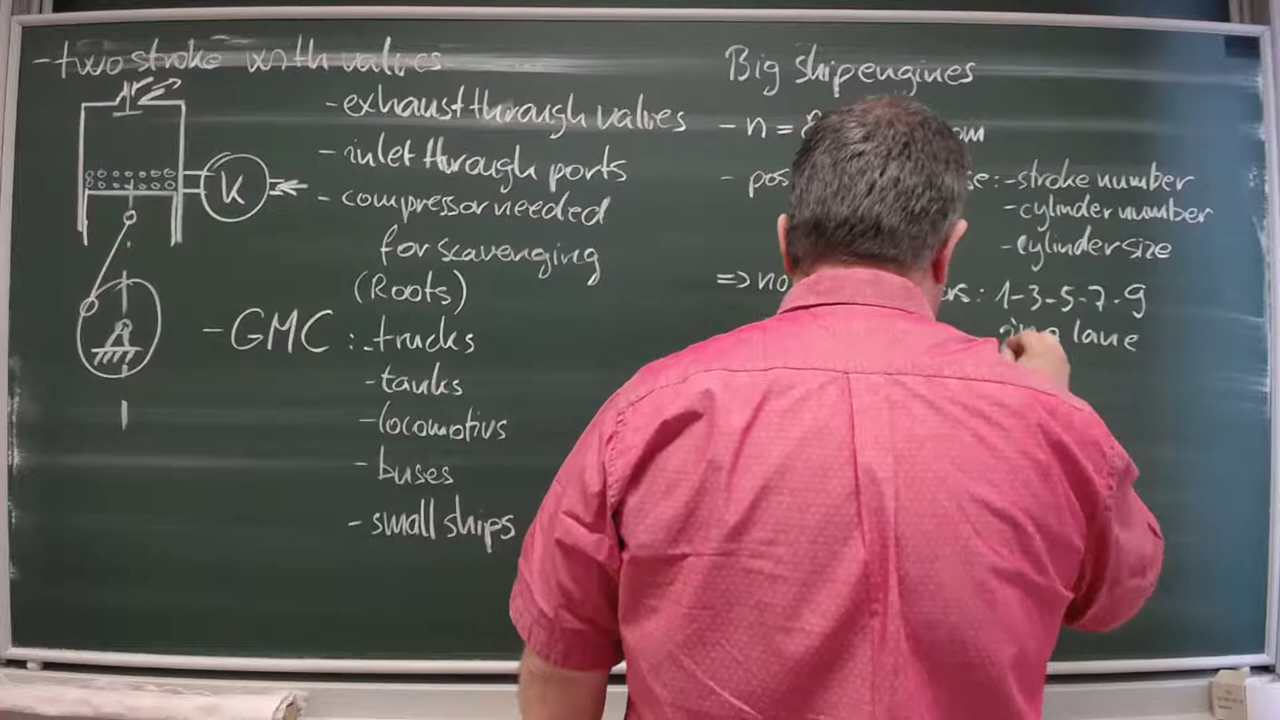 -two stroke with valves
-exhaust through valves
-inlet through ports
-compressor needed
for scavenging
(Roots)
K
-GMC:-trucks
-tanks
-locomotivs
-buses
-small ships
Big shipengines
-n=
-
:-stroke number
-cylinder number
-cylinder size
=> no
: 1-3-5-7-9
lane